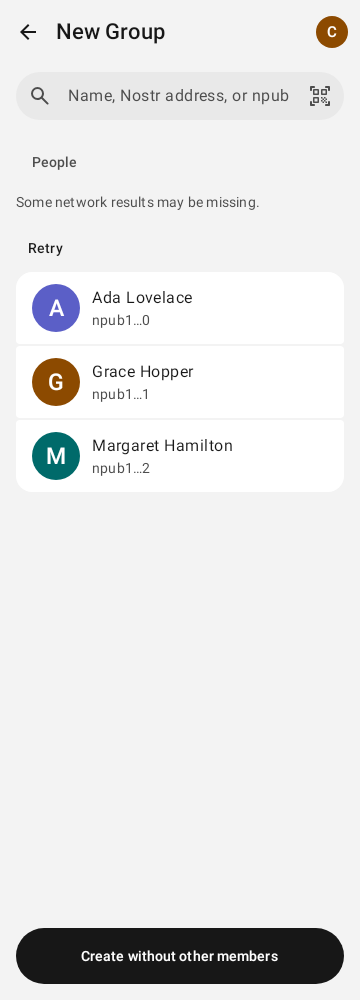 New Group
C
Name, Nostr address, or npub
People
Some network results may be missing.
Retry
A
Ada Lovelace
npub1…0
G
Grace Hopper
npub1…1
M
Margaret Hamilton
npub1…2
Create without other members